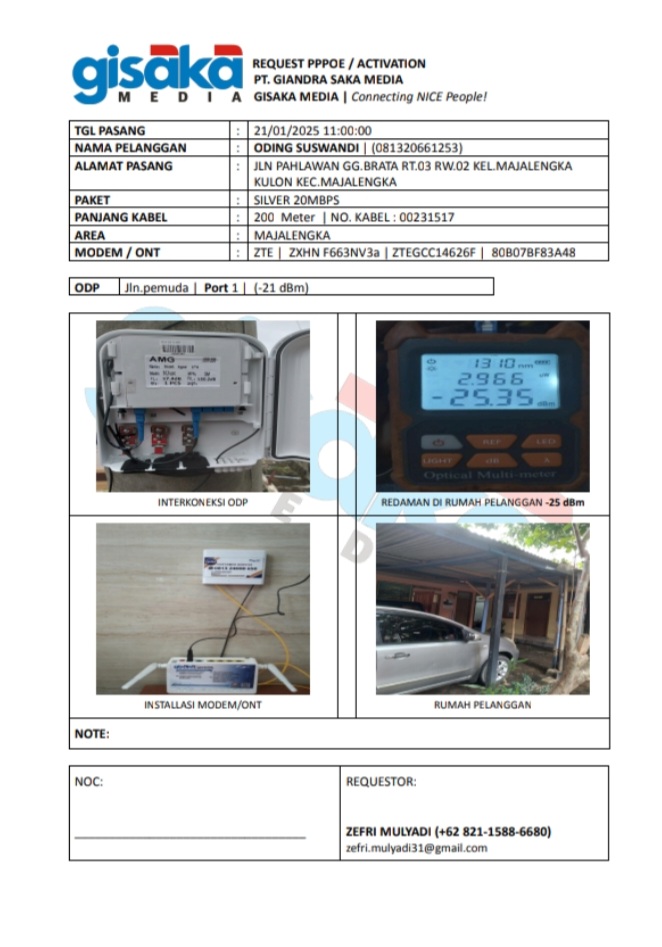 gisaka
MEDIA
REQUEST PPPOE / ACTIVATION
PT. GIANDRA SAKA MEDIA
GISAKA MEDIA | Connecting NICE People!
TGL PASANG : 21/01/2025 11:00:00
NAMA PELANGGAN : ODING SUSWANDI | (081320661253)
ALAMAT PASANG : JLN PAHLAWAN GG.BRATA RT.03 RW.02 KEL.MAJALENGKA
KULON KEC.MAJALENGKA
PAKET : SILVER 20MBPS
PANJANG KABEL : 200 Meter | NO. KABEL : 00231517
AREA : MAJALENGKA
MODEM / ONT : ZTE | ZXHN F663NV3a | ZTEGCC14626F | 80B07BF83A48
ODP Jln.pemuda | Port 1 | (-21 dBm)
AMG
1310 nm
2.966 uW
-25.35 dBm
REF LED
LIGHT dB λ
Optical Multi-meter
INTERKONEKSI ODP
REDAMAN DI RUMAH PELANGGAN -25 dBm
INSTALLASI MODEM/ONT
RUMAH PELANGGAN
NOTE:
NOC:
REQUESTOR:
ZEFRI MULYADI (+62 821-1588-6680)
zefri.mulyadi31@gmail.com